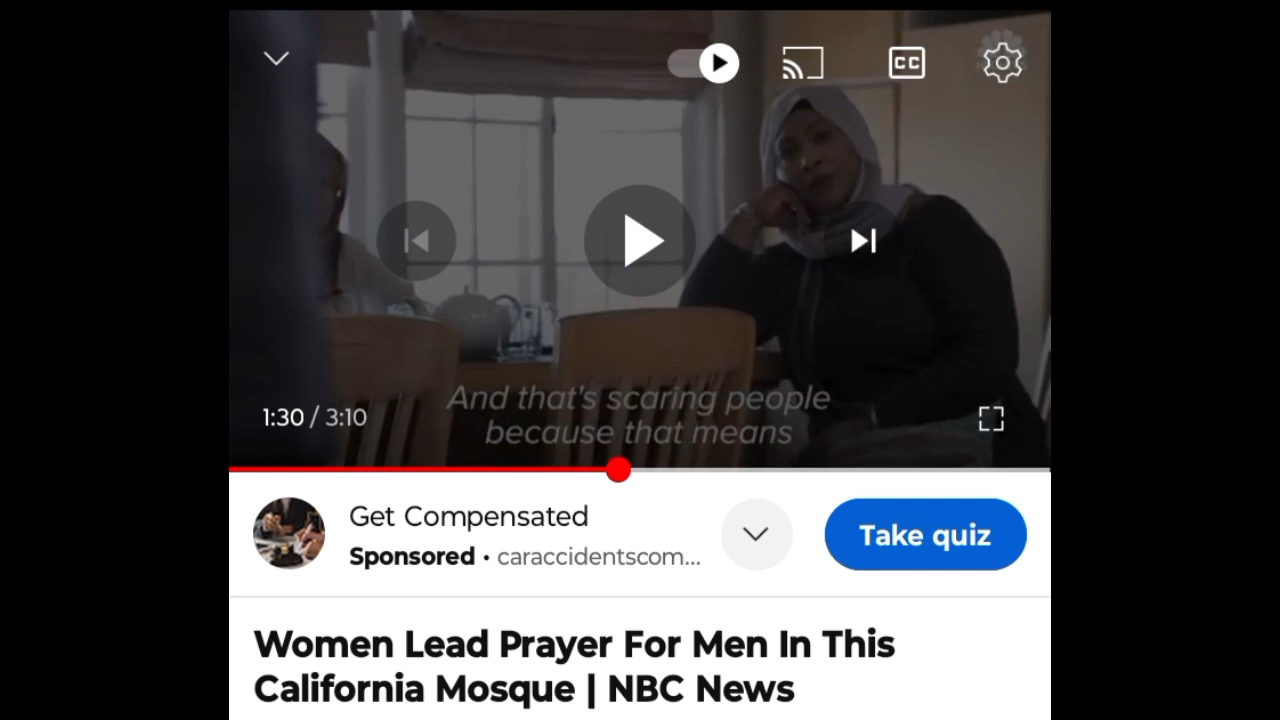 CC
And that's scaring people
because that means
1:30 / 3:10
Get Compensated
Sponsored • caraccidentscom...
Take quiz
Women Lead Prayer For Men In This
California Mosque | NBC News